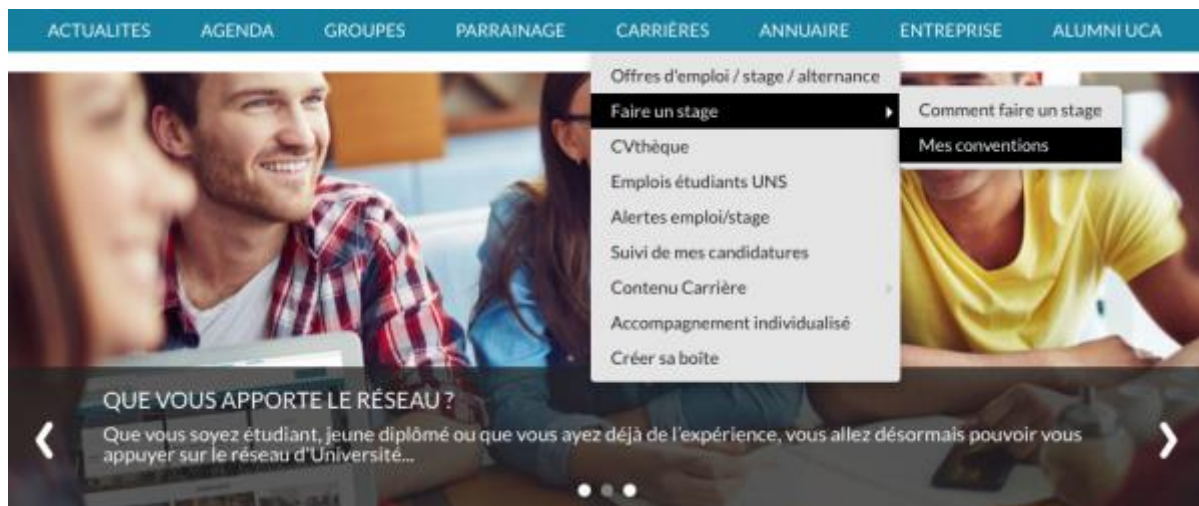 ACTUALITES AGENDA GROUPES PARRAINAGE CARRIÈRES ANNUAIRE ENTREPRISE ALUMNI UCA
Offres d'emploi / stage / alternance
Faire un stage
Comment faire un stage
CVthèque
Mes conventions
Emplois étudiants UNS
Alertes emploi/stage
Suivi de mes candidatures
Contenu Carrière
Accompagnement individualisé
Créer sa boîte
QUE VOUS APPORTE LE RÉSEAU ?
Que vous soyez étudiant, jeune diplômé ou que vous ayez déjà de l'expérience, vous allez désormais pouvoir vous
appuyer sur le réseau d'Université...